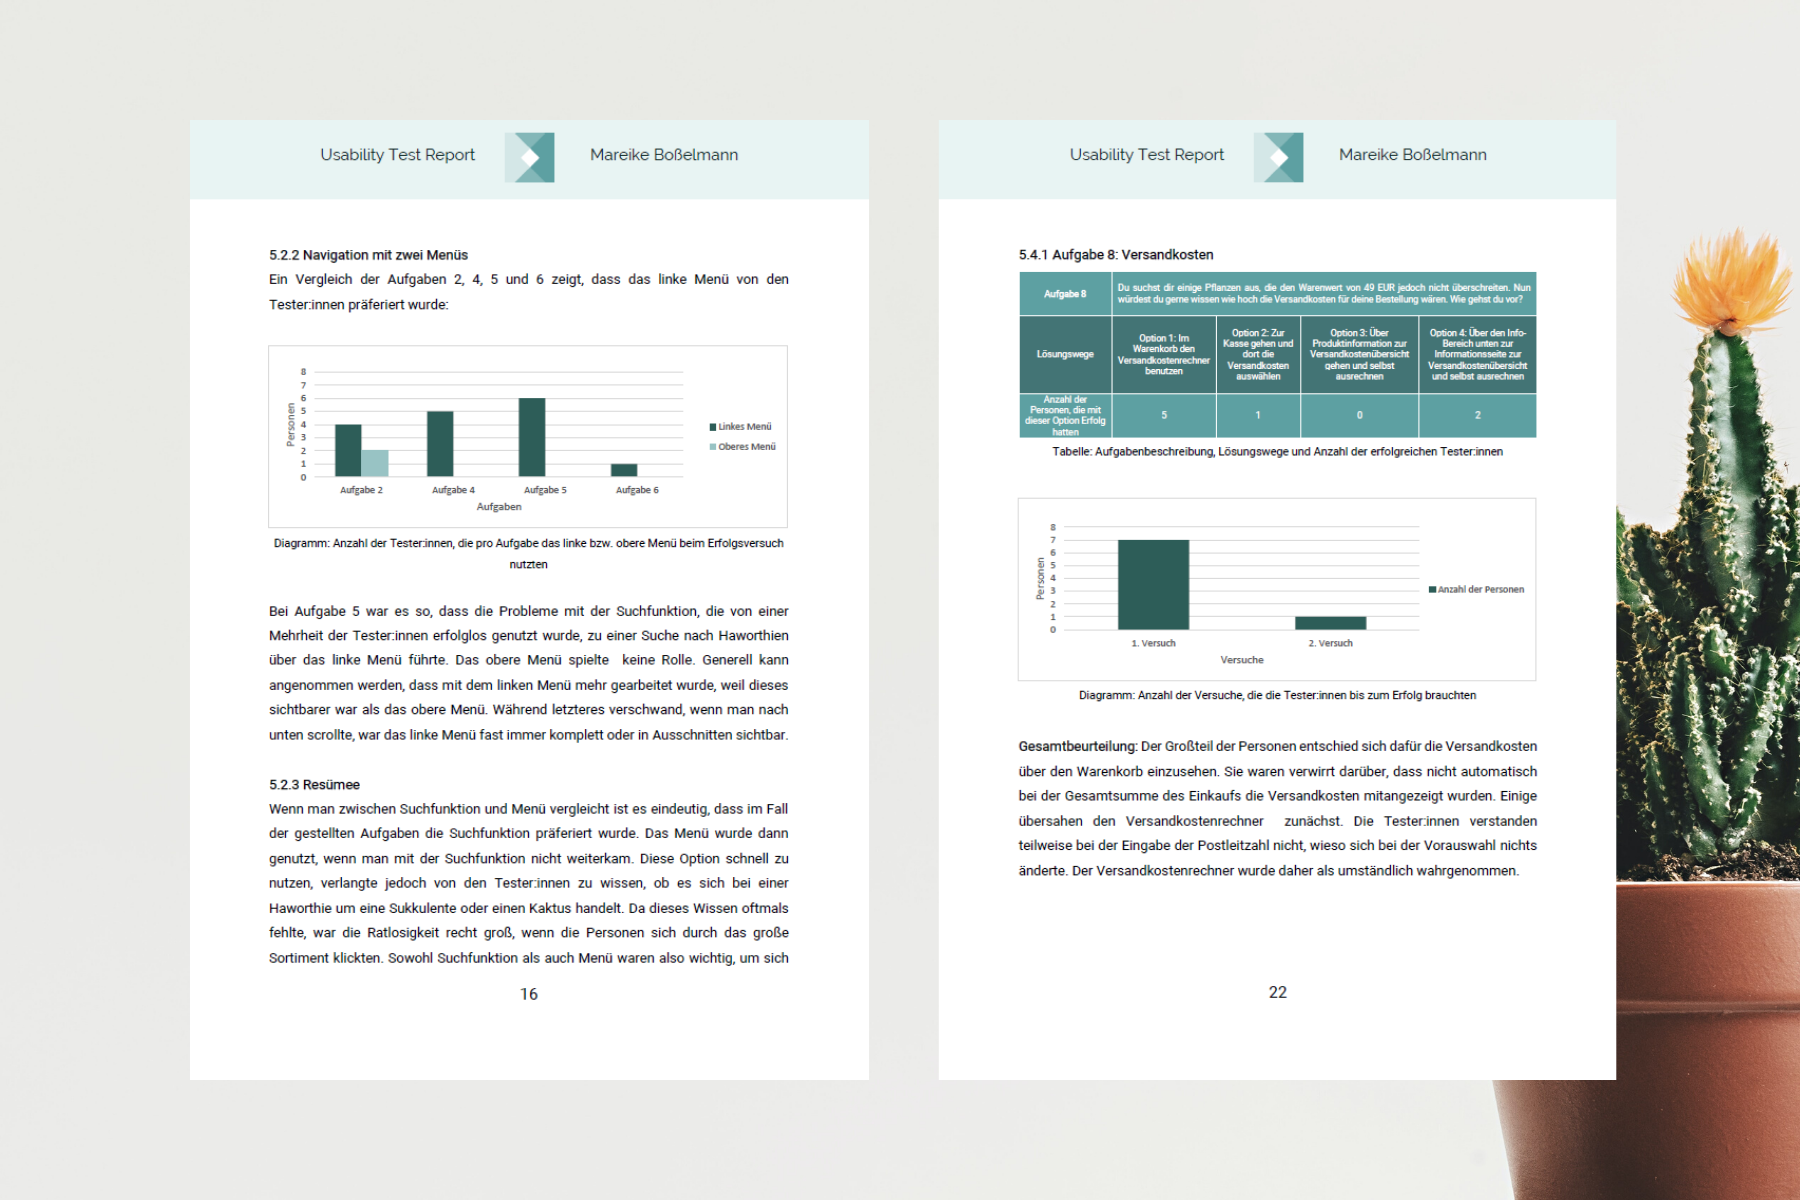 Usability Test Report
Mareike Boßelmann
5.2.2 Navigation mit zwei Menüs
Ein Vergleich der Aufgaben 2, 4, 5 und 6 zeigt, dass das linke Menü von den
Tester:innen präferiert wurde:
8
7
6
5
4
3
2
1
0
Personen
Aufgabe 2
Aufgabe 4
Aufgabe 5
Aufgabe 6
Aufgaben
Linkes Menü
Oberes Menü
Diagramm: Anzahl der Tester:innen, die pro Aufgabe das linke bzw. obere Menü beim Erfolgsversuch
nutzten
Bei Aufgabe 5 war es so, dass die Probleme mit der Suchfunktion, die von einer
Mehrheit der Tester:innen erfolglos genutzt wurde, zu einer Suche nach Haworthien
über das linke Menü führte. Das obere Menü spielte keine Rolle. Generell kann
angenommen werden, dass mit dem linken Menü mehr gearbeitet wurde, weil dieses
sichtbarer war als das obere Menü. Während letzteres verschwand, wenn man nach
unten scrollte, war das linke Menü fast immer komplett oder in Ausschnitten sichtbar.
5.2.3 Resümee
Wenn man zwischen Suchfunktion und Menü vergleicht ist es eindeutig, dass im Fall
der gestellten Aufgaben die Suchfunktion präferiert wurde. Das Menü wurde dann
genutzt, wenn man mit der Suchfunktion nicht weiterkam. Diese Option schnell zu
nutzen, verlangte jedoch von den Tester:innen zu wissen, ob es sich bei einer
Haworthie um eine Sukkulente oder einen Kaktus handelt. Da dieses Wissen oftmals
fehlte, war die Ratlosigkeit recht groß, wenn die Personen sich durch das große
Sortiment klickten. Sowohl Suchfunktion als auch Menü waren also wichtig, um sich
16
Usability Test Report
Mareike Boßelmann
5.4.1 Aufgabe 8: Versandkosten
Aufgabe 8
Du suchst dir einige Pflanzen aus, die den Warenwert von 49 EUR jedoch nicht überschreiten. Nun
würdest du gerne wissen wie hoch die Versandkosten für deine Bestellung wären. Wie gehst du vor?
Lösungswege
Option 1: Im
Warenkorb den
Versandkostenrechner
benutzen
Option 2: Zur
Kasse gehen und
dort die
Versandkosten
auswählen
Option 3: Über
Produktinformation zur
Versandkostenübersicht
gehen und selbst
ausrechnen
Option 4: Über den Info-
Bereich unten zur
Informationsseite zur
Versandkostenübersicht
und selbst ausrechnen
Anzahl der
Personen, die mit
dieser Option Erfolg
hatten
5
1
0
2
Tabelle: Aufgabenbeschreibung, Lösungswege und Anzahl der erfolgreichen Tester:innen
8
7
6
5
4
3
2
1
0
Personen
1. Versuch
2. Versuch
Versuche
Anzahl der Personen
Diagramm: Anzahl der Versuche, die die Tester:innen bis zum Erfolg brauchten
Gesamtbeurteilung: Der Großteil der Personen entschied sich dafür die Versandkosten
über den Warenkorb einzusehen. Sie waren verwirrt darüber, dass nicht automatisch
bei der Gesamtsumme des Einkaufs die Versandkosten mitangezeigt wurden. Einige
übersahen den Versandkostenrechner zunächst. Die Tester:innen verstanden
teilweise bei der Eingabe der Postleitzahl nicht, wieso sich bei der Vorauswahl nichts
änderte. Der Versandkostenrechner wurde daher als umständlich wahrgenommen.
22